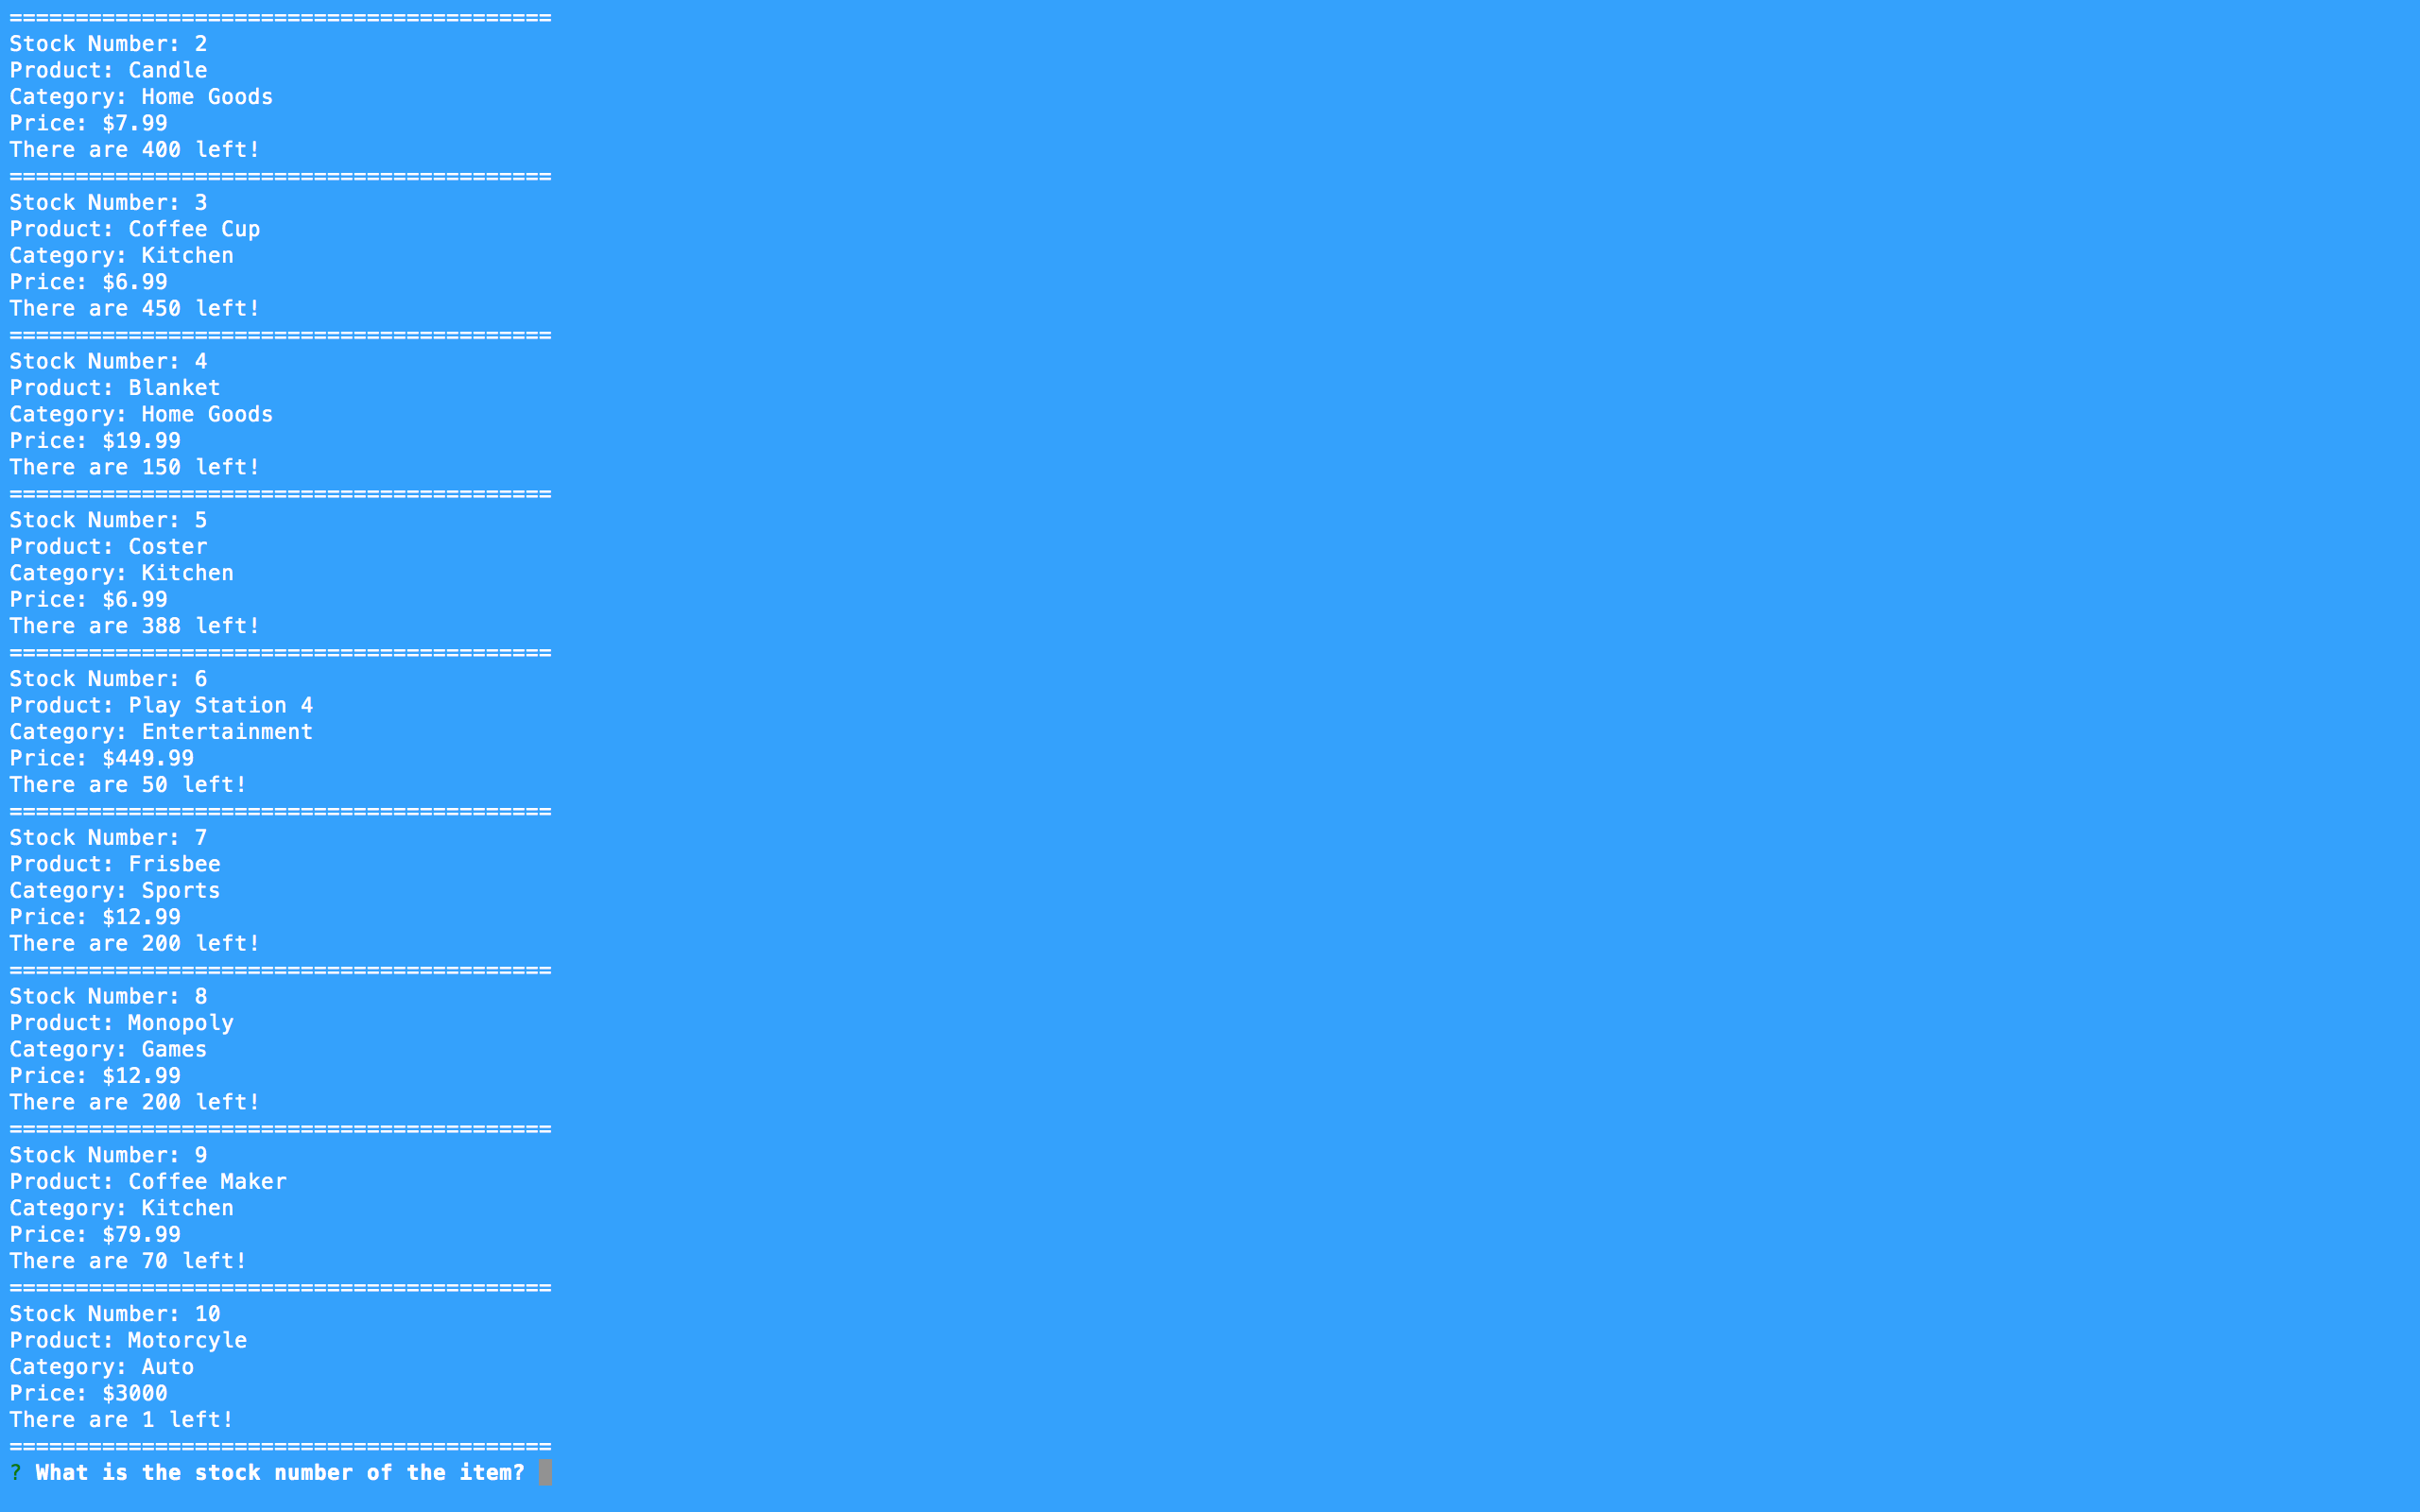 =========================================
Stock Number: 2
Product: Candle
Category: Home Goods
Price: $7.99
There are 400 left!
=========================================
Stock Number: 3
Product: Coffee Cup
Category: Kitchen
Price: $6.99
There are 450 left!
=========================================
Stock Number: 4
Product: Blanket
Category: Home Goods
Price: $19.99
There are 150 left!
=========================================
Stock Number: 5
Product: Coster
Category: Kitchen
Price: $6.99
There are 388 left!
=========================================
Stock Number: 6
Product: Play Station 4
Category: Entertainment
Price: $449.99
There are 50 left!
=========================================
Stock Number: 7
Product: Frisbee
Category: Sports
Price: $12.99
There are 200 left!
=========================================
Stock Number: 8
Product: Monopoly
Category: Games
Price: $12.99
There are 200 left!
=========================================
Stock Number: 9
Product: Coffee Maker
Category: Kitchen
Price: $79.99
There are 70 left!
=========================================
Stock Number: 10
Product: Motorcyle
Category: Auto
Price: $3000
There are 1 left!
=========================================
? What is the stock number of the item?